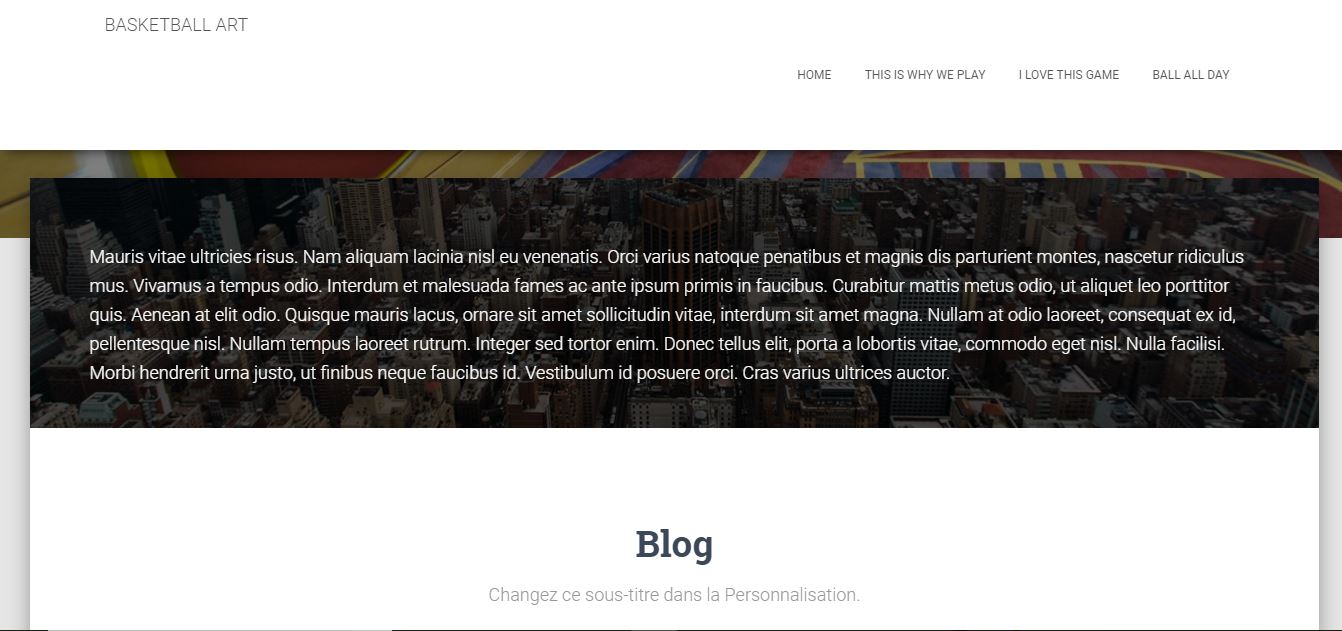 BASKETBALL ART
HOME THIS IS WHY WE PLAY I LOVE THIS GAME BALL ALL DAY
Mauris vitae ultricies risus. Nam aliquam lacinia nisl eu venenatis. Orci varius natoque penatibus et magnis dis parturient montes, nascetur ridiculus
mus. Vivamus a tempus odio. Interdum et malesuada fames ac ante ipsum primis in faucibus. Curabitur mattis metus odio, ut aliquet leo porttitor
quis. Aenean at elit odio. Quisque mauris lacus, ornare sit amet sollicitudin vitae, interdum sit amet magna. Nullam at odio laoreet, consequat ex id,
pellentesque nisl. Nullam tempus laoreet rutrum. Integer sed tortor enim. Donec tellus elit, porta a lobortis vitae, commodo eget nisl. Nulla facilisi.
Morbi hendrerit urna justo, ut finibus neque faucibus id. Vestibulum id posuere orci. Cras varius ultrices auctor.
Blog
Changez ce sous-titre dans la Personnalisation.